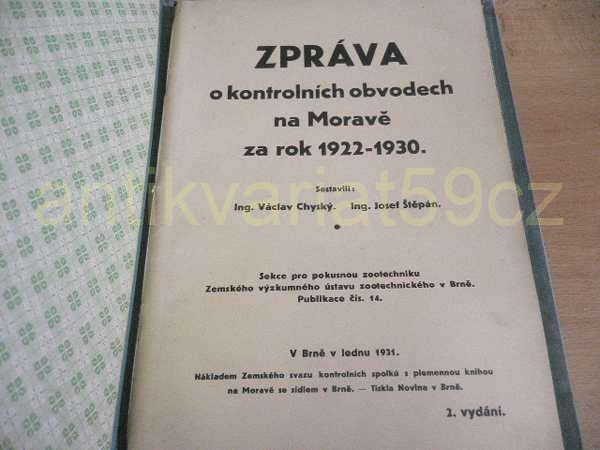 ZPRÁVA
o kontrolních obvodech
na Moravě
za rok 1922-1930.
Sestavili:
Ing. Václav Chyský. Ing. Josef Štěpán.
antikvariat59cz
Sekce pro pokusnou zootechniku
Zemského výzkumného ústavu zootechnického v Brně.
Publikace čís. 14.
V Brně v lednu 1931.
Nákladem Zemského svazu kontrolních spolků s plemennou knihou
na Moravě se sídlem v Brně. — Tiskla Novina v Brně.
2. vydání.